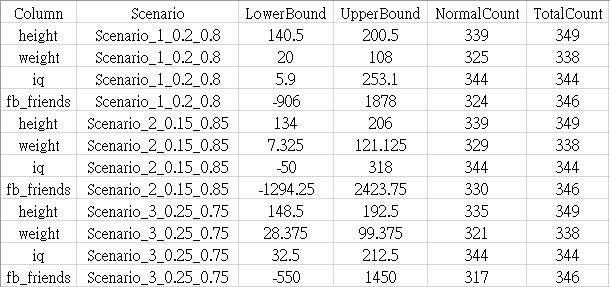 Column Scenario LowerBound UpperBound NormalCount TotalCount
height Scenario_1_0.2_0.8 140.5 200.5 339 349
weight Scenario_1_0.2_0.8 20 108 325 338
iq Scenario_1_0.2_0.8 5.9 253.1 344 344
fb_friends Scenario_1_0.2_0.8 -906 1878 324 346
height Scenario_2_0.15_0.85 134 206 339 349
weight Scenario_2_0.15_0.85 7.325 121.125 329 338
iq Scenario_2_0.15_0.85 -50 318 344 344
fb_friends Scenario_2_0.15_0.85 -1294.25 2423.75 330 346
height Scenario_3_0.25_0.75 148.5 192.5 335 349
weight Scenario_3_0.25_0.75 28.375 99.375 321 338
iq Scenario_3_0.25_0.75 32.5 212.5 344 344
fb_friends Scenario_3_0.25_0.75 -550 1450 317 346